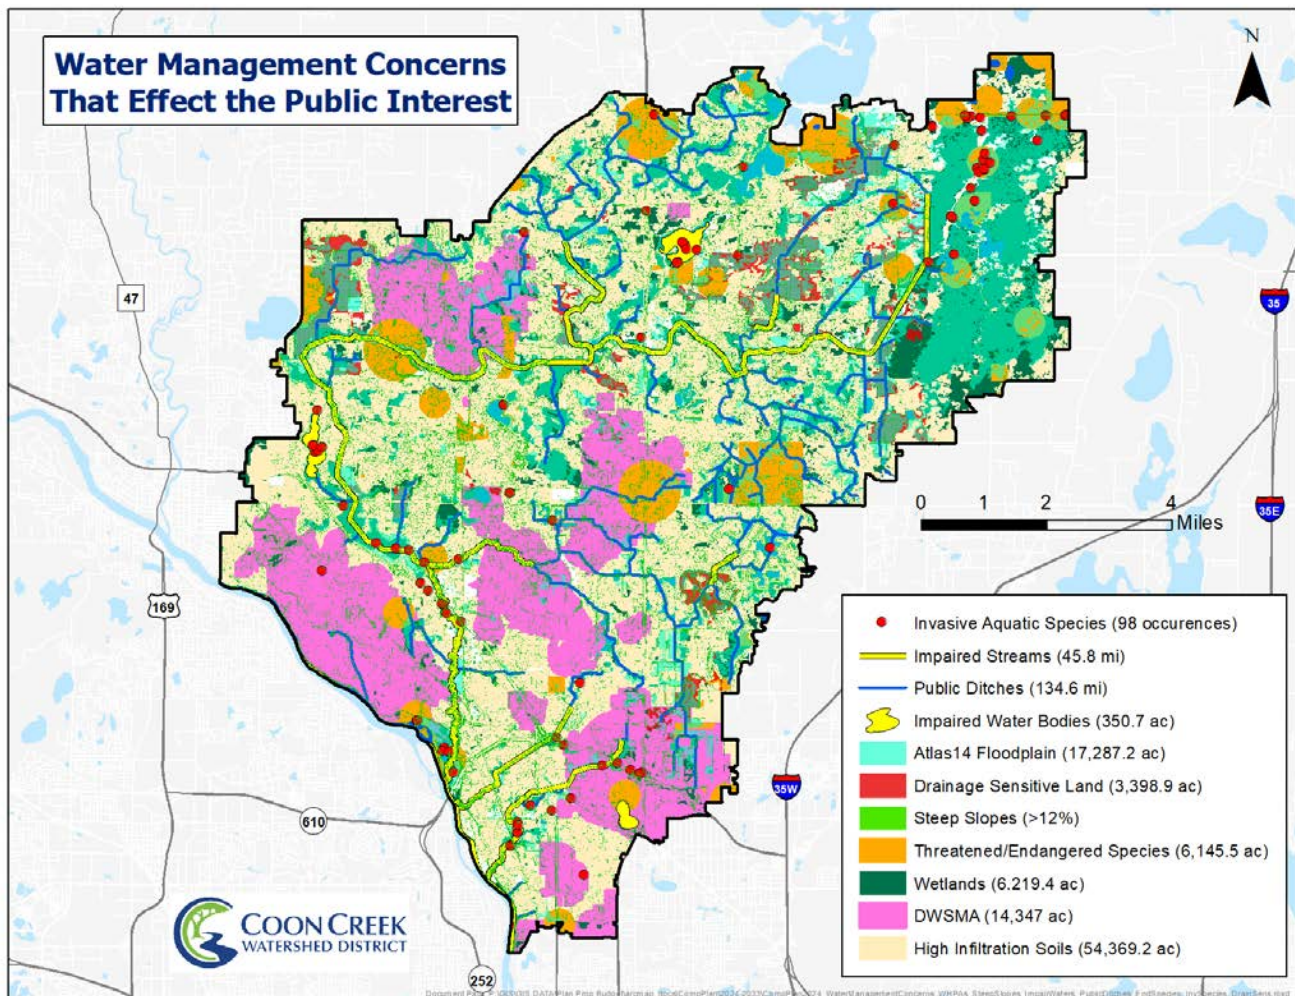 Water Management Concerns
That Effect the Public Interest
N
47
35
35E
169
0 1 2 4
Miles
Invasive Aquatic Species (98 occurences)
Impaired Streams (45.8 mi)
Public Ditches (134.6 mi)
Impaired Water Bodies (350.7 ac)
Atlas14 Floodplain (17,287.2 ac)
Drainage Sensitive Land (3,398.9 ac)
Steep Slopes (>12%)
Threatened/Endangered Species (6,145.5 ac)
Wetlands (6.219.4 ac)
DWSMA (14,347 ac)
High Infiltration Soils (54,369.2 ac)
35W
610
COON CREEK
WATERSHED DISTRICT
252